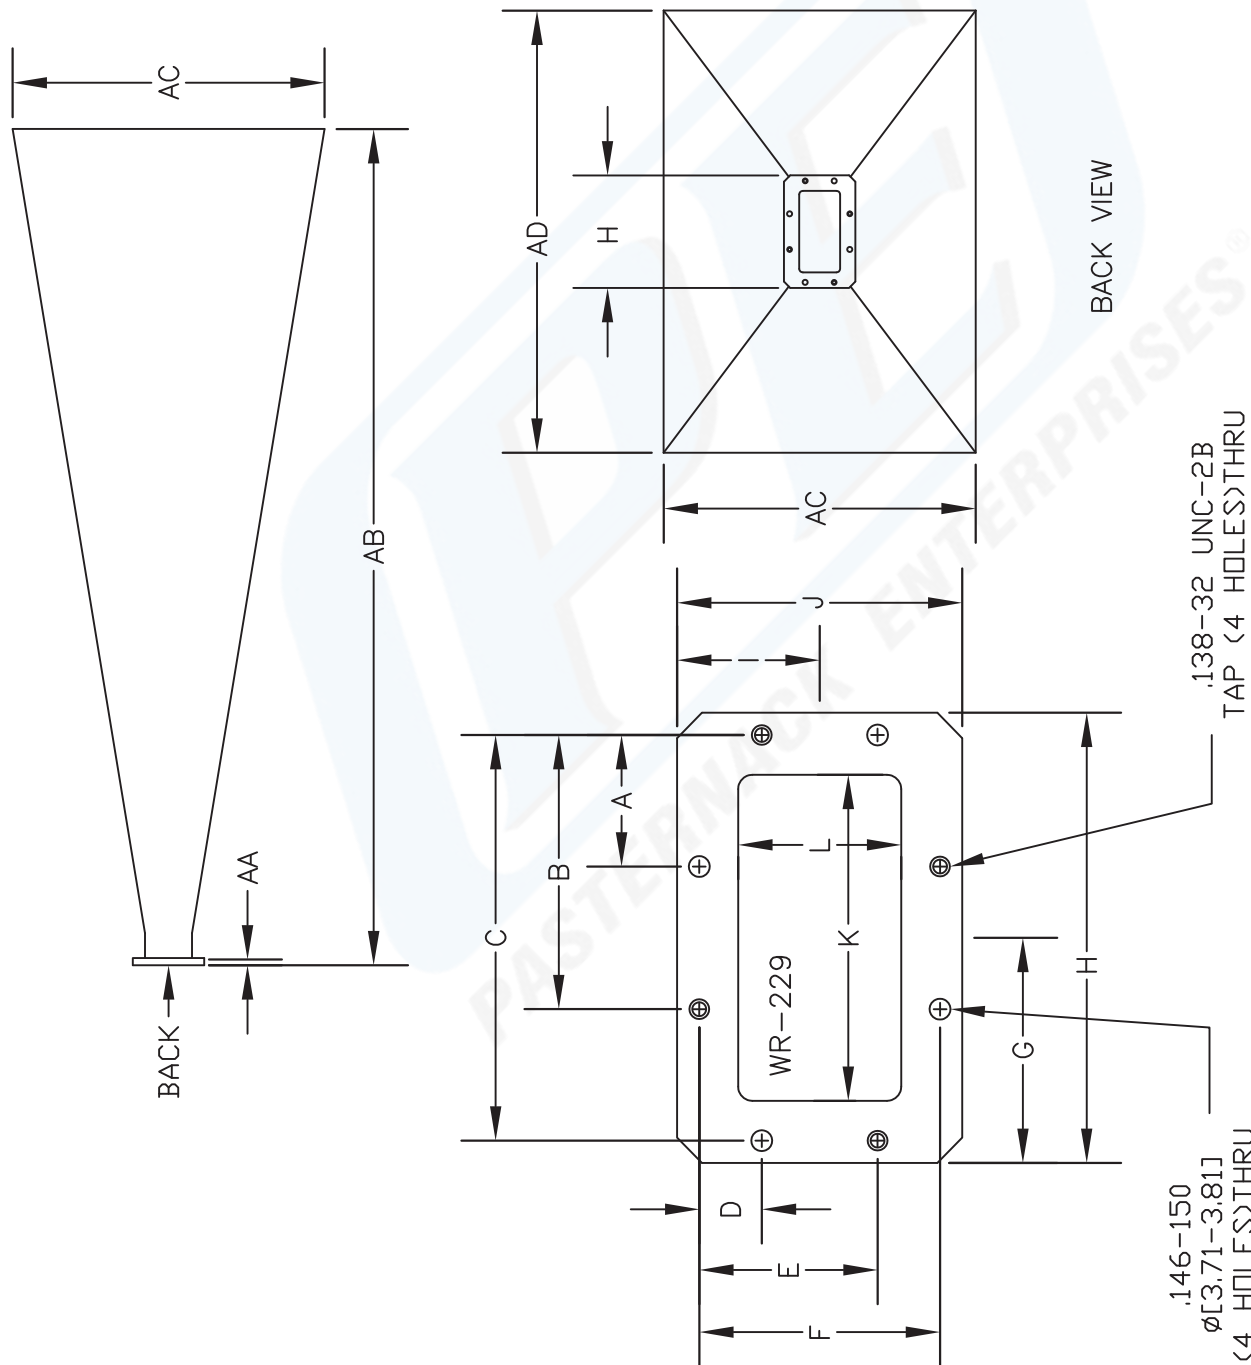 AC
AB
AA
BACK
AD
H
AC
BACK VIEW
J
A
B
C
L
K
WR-229
G
H
D
E
F
.138-32 UNC-2B
TAP (4 HOLES)THRU
.146-150
Ø[3.71-3.81]
(4 HOLES)THRU
PE
PASTERNACK ENTERPRISES®